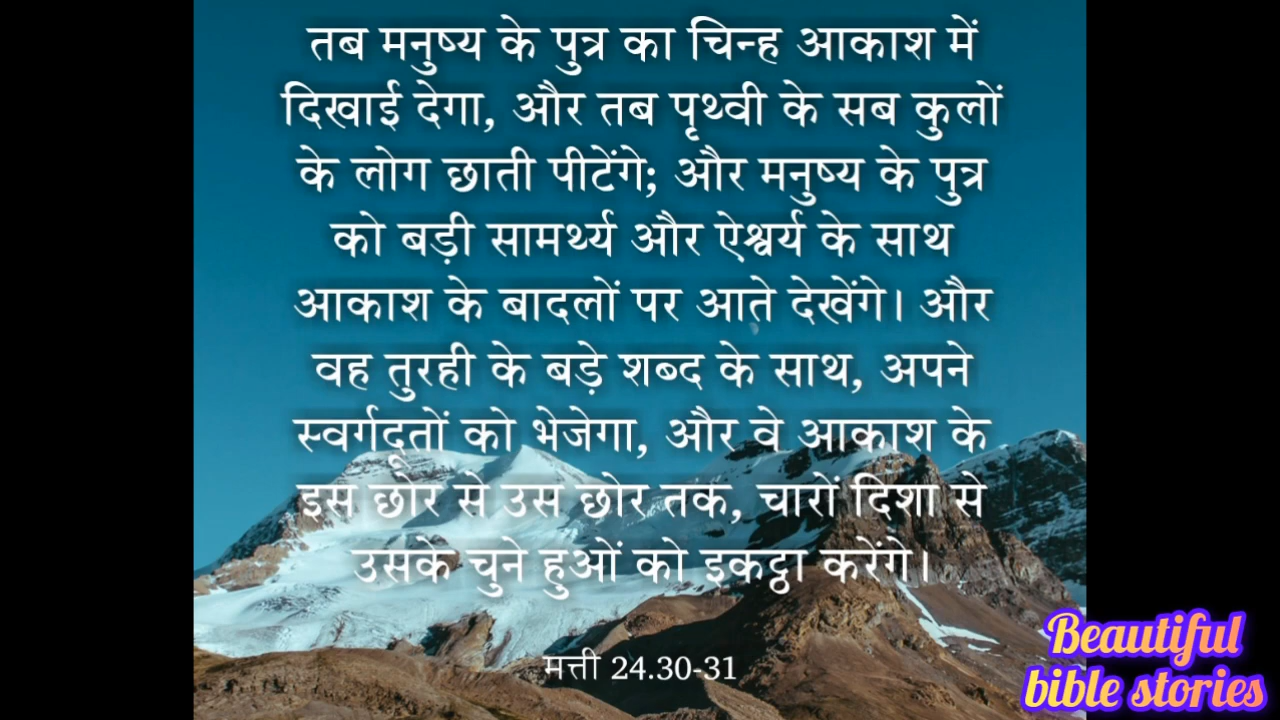 तब मनुष्य के पुत्र का चिन्ह आकाश में
दिखाई देगा, और तब पृथ्वी के सब कुलों
के लोग छाती पीटेंगे; और मनुष्य के पुत्र
को बड़ी सामर्थ्य और ऐश्वर्य के साथ
आकाश के बादलों पर आते देखेंगे। और
वह तुरही के बड़े शब्द के साथ, अपने
स्वर्गदूतों को भेजेगा, और वे आकाश के
इस छोर से उस छोर तक, चारों दिशा से
उसके चुने हुओं को इकट्ठा करेंगे।
मत्ती 24.30-31
Beautiful
bible stories